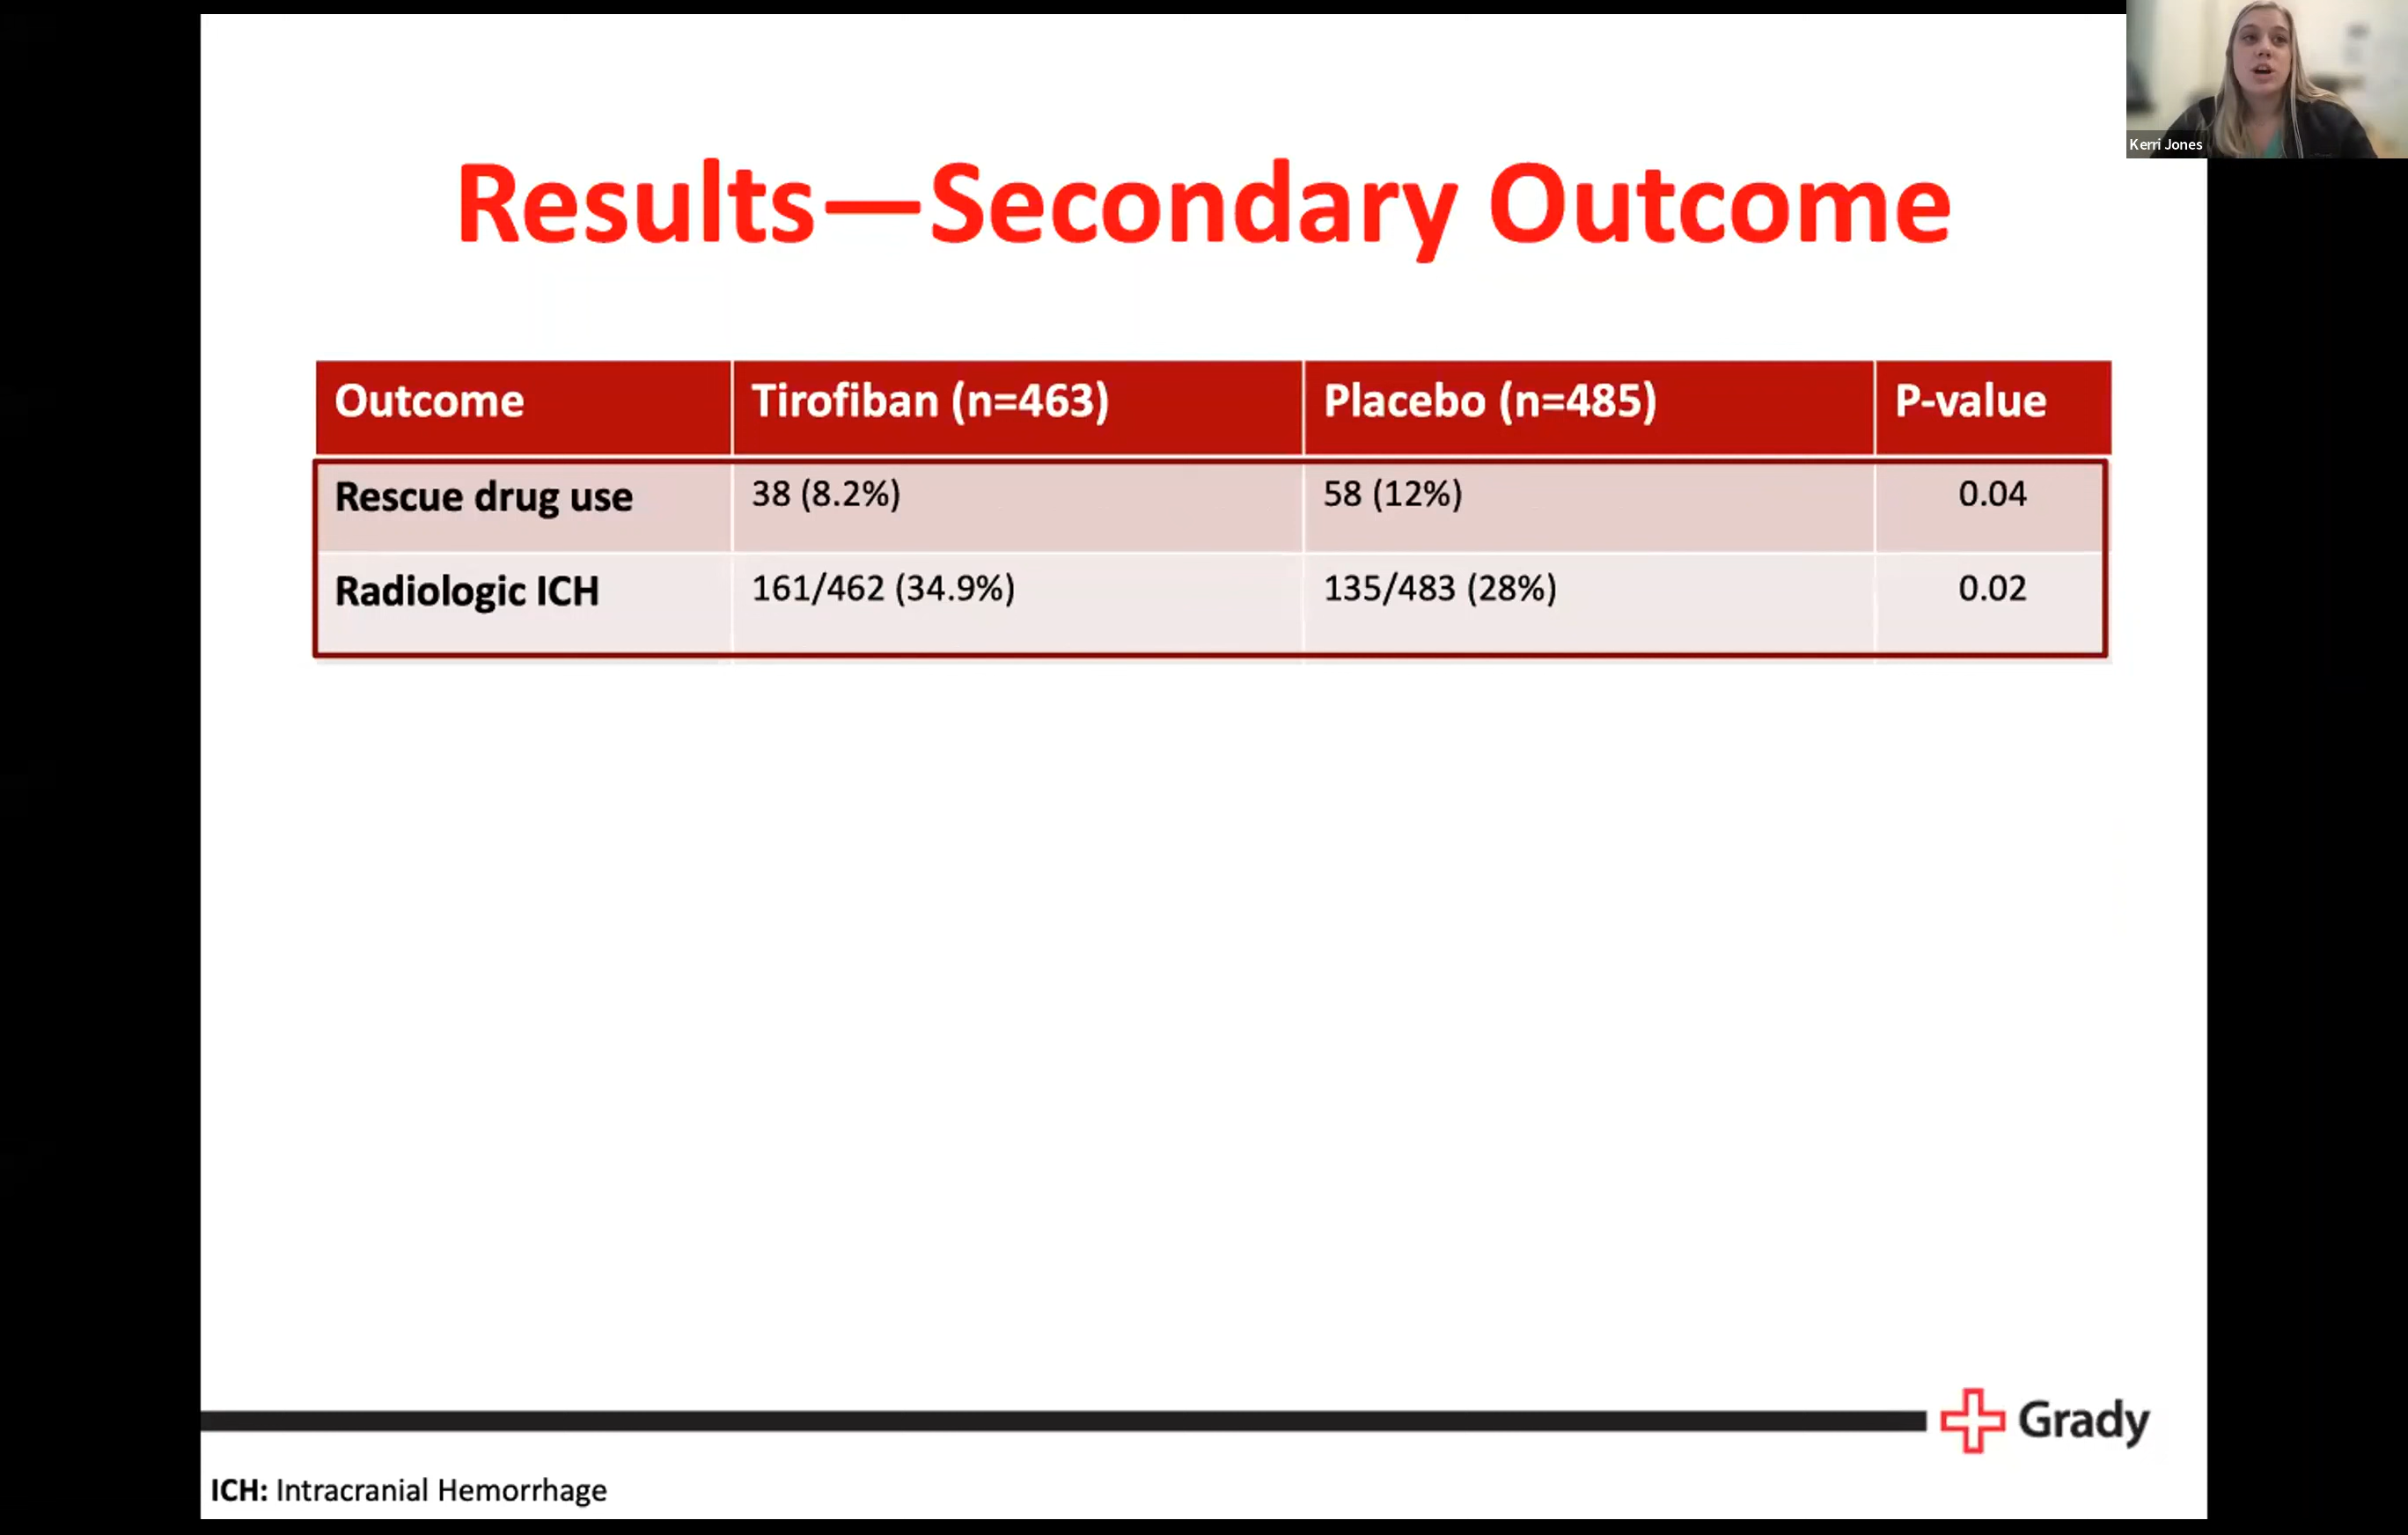 Kerri Jones
Results—Secondary Outcome
Outcome Tirofiban (n=463) Placebo (n=485) P-value
Rescue drug use 38 (8.2%) 58 (12%) 0.04
Radiologic ICH 161/462 (34.9%) 135/483 (28%) 0.02
Grady
ICH: Intracranial Hemorrhage